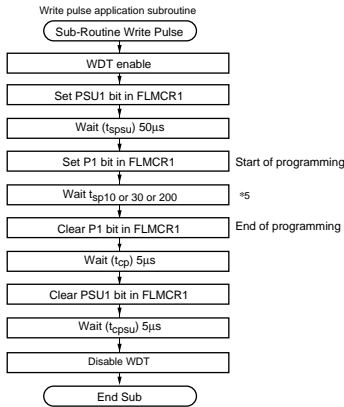 Write pulse application subroutine
Sub-Routine Write Pulse
WDT enable
Set PSU1 bit in FLMCR1
Wait (tspsu) 50μs
Set P1 bit in FLMCR1 Start of programming
Wait tsp10 or 30 or 200 *5
Clear P1 bit in FLMCR1 End of programming
Wait (tcp) 5μs
Clear PSU1 bit in FLMCR1
Wait (tcpsu) 5μs
Disable WDT
End Sub